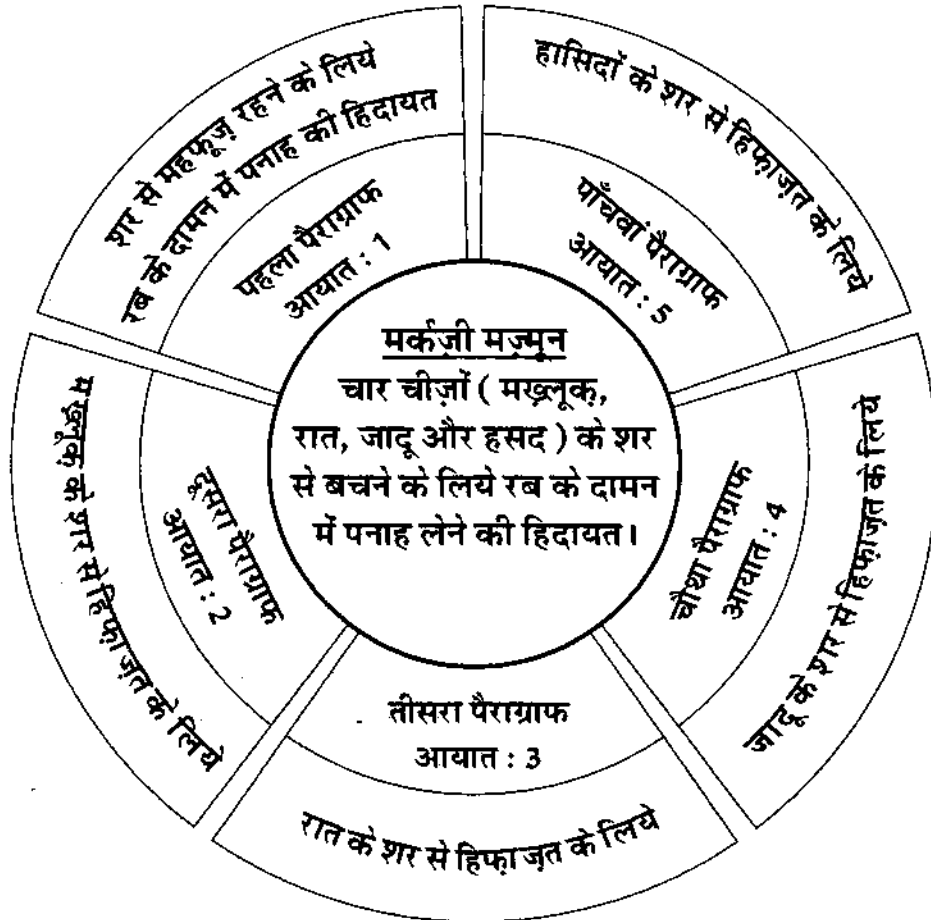 मर्कज़ी मज़्मून
चार चीज़ों ( मख़्लूक़,
रात, जादू और हसद ) के शर
से बचने के लिये रब के दामन
में पनाह लेने की हिदायत।
पहला पैराग्राफ
आयात : 1
शर से महफूज़ रहने के लिये
रब के दामन में पनाह की हिदायत
दूसरा पैराग्राफ
आयात : 2
मख़्लूक़ के शर से हिफ़ाज़त के लिये
तीसरा पैराग्राफ
आयात : 3
रात के शर से हिफ़ाज़त के लिये
चौथा पैराग्राफ
आयात : 4
जादू के शर से हिफ़ाज़त के लिये
पाँचवां पैराग्राफ
आयात : 5
हासिदों के शर से हिफ़ाज़त के लिये